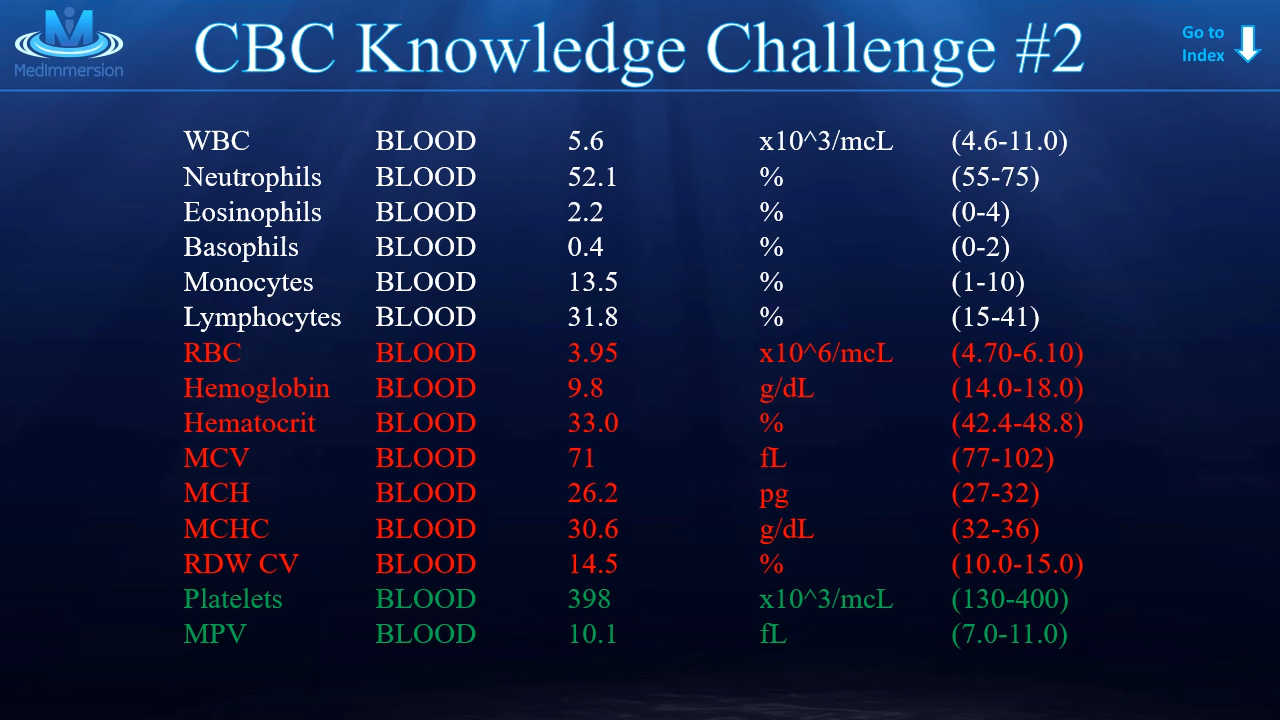 MedImmersion
CBC Knowledge Challenge #2
Go to
Index
WBC BLOOD 5.6 x10^3/mcL (4.6-11.0)
Neutrophils BLOOD 52.1 % (55-75)
Eosinophils BLOOD 2.2 % (0-4)
Basophils BLOOD 0.4 % (0-2)
Monocytes BLOOD 13.5 % (1-10)
Lymphocytes BLOOD 31.8 % (15-41)
RBC BLOOD 3.95 x10^6/mcL (4.70-6.10)
Hemoglobin BLOOD 9.8 g/dL (14.0-18.0)
Hematocrit BLOOD 33.0 % (42.4-48.8)
MCV BLOOD 71 fL (77-102)
MCH BLOOD 26.2 pg (27-32)
MCHC BLOOD 30.6 g/dL (32-36)
RDW CV BLOOD 14.5 % (10.0-15.0)
Platelets BLOOD 398 x10^3/mcL (130-400)
MPV BLOOD 10.1 fL (7.0-11.0)